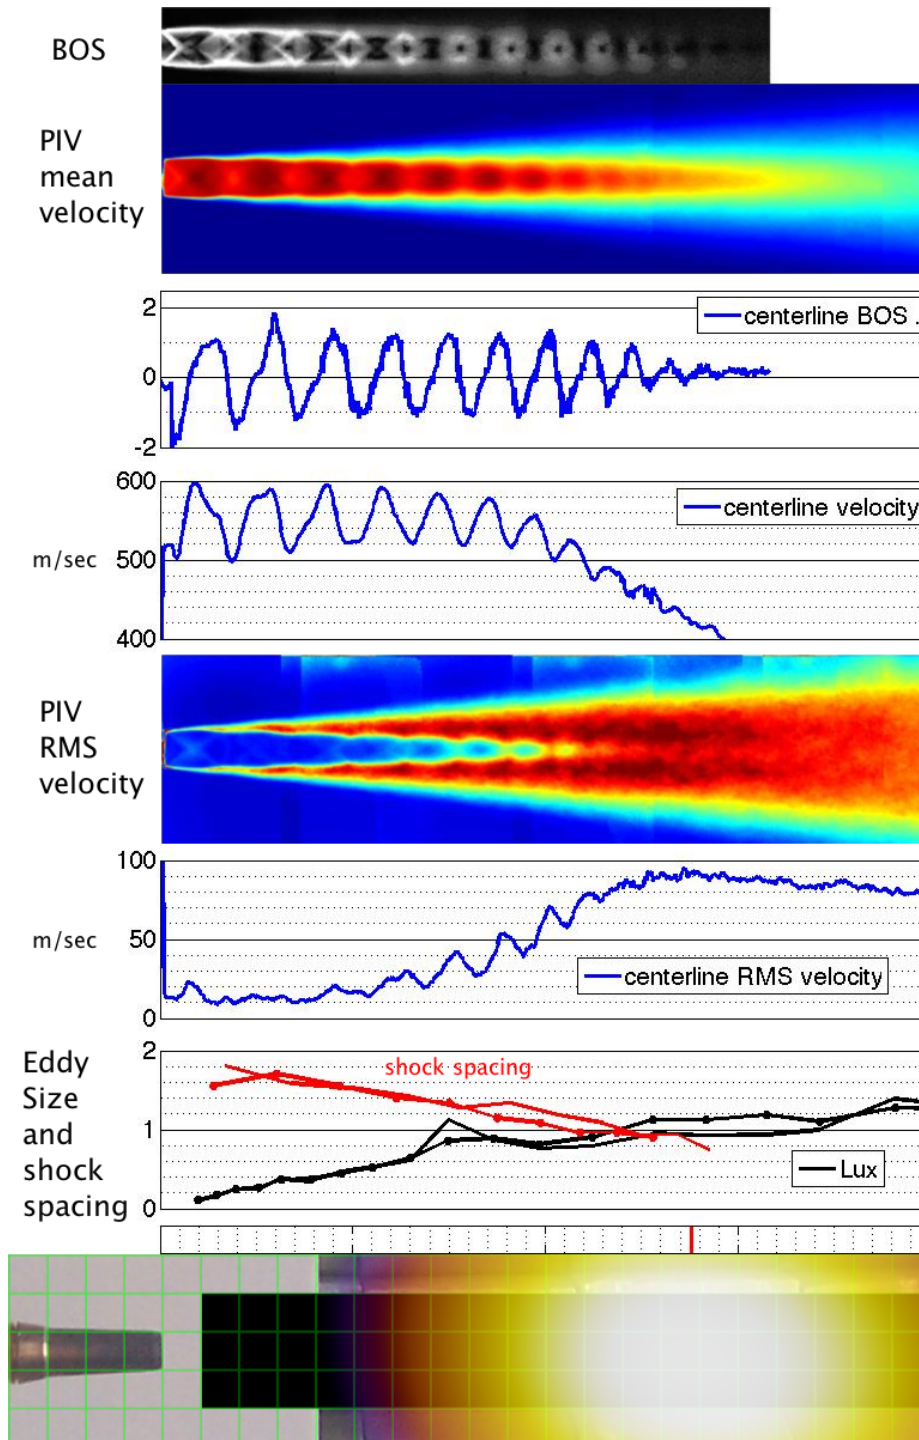 BOS
PIV
mean
velocity
2
0
-2
centerline BOS .
600
500
400
m/sec
centerline velocity
PIV
RMS
velocity
100
50
0
m/sec
centerline RMS velocity
Eddy
Size
and
shock
spacing
2
1
0
shock spacing
Lux